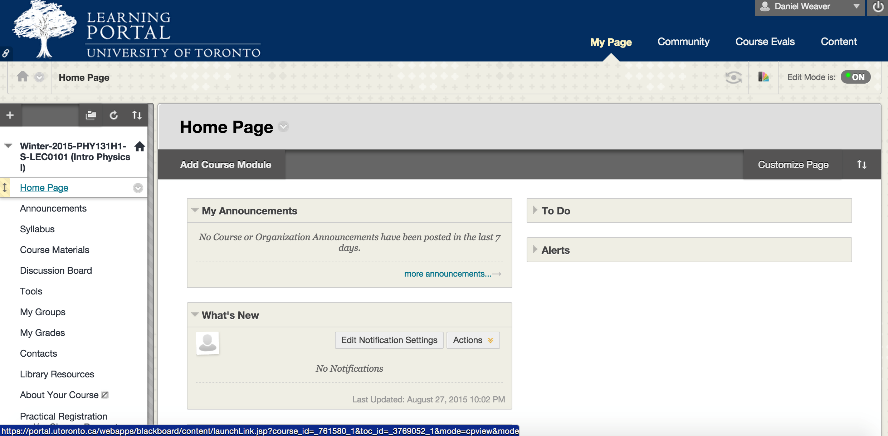 Daniel Weaver
LEARNING
PORTAL
UNIVERSITY OF TORONTO
My Page
Community
Course Evals
Content
Home Page
Edit Mode is:
ON
Winter-2015-PHY131H1-
S-LEC0101 (Intro Physics
I)
Home Page
Announcements
Syllabus
Course Materials
Discussion Board
Tools
My Groups
My Grades
Contacts
Library Resources
About Your Course
Practical Registration
Home Page
Add Course Module
Customize Page
My Announcements
No Course or Organization Announcements have been posted in the last 7
days.
more announcements...→
What's New
Edit Notification Settings
Actions
No Notifications
Last Updated: August 27, 2015 10:02 PM
To Do
Alerts
https://portal.utoronto.ca/webapps/blackboard/content/launchLink.jsp?course_id=_761580_1&toc_id=_3769052_1&mode=cpview&mode